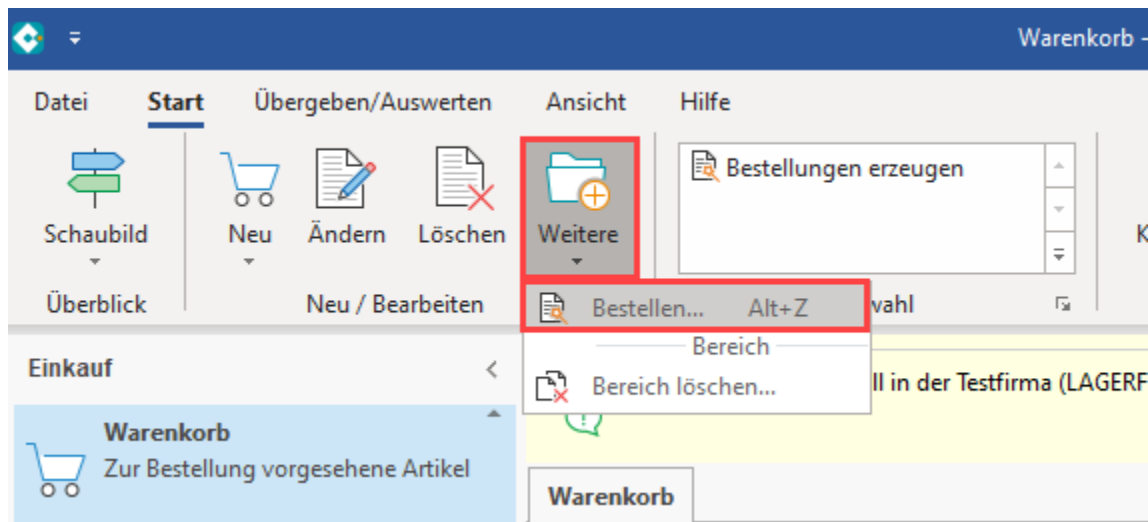 Warenkorb -
Datei Start Übergeben/Auswerten Ansicht Hilfe
Schaubild
Neu Ändern Löschen Weitere
Bestellungen erzeugen
K
Überblick
Neu / Bearbeiten
wahl
Bestellen... Alt+Z
Bereich
Bereich löschen...
ll in der Testfirma (LAGERF
Einkauf
Warenkorb
Zur Bestellung vorgesehene Artikel
Warenkorb